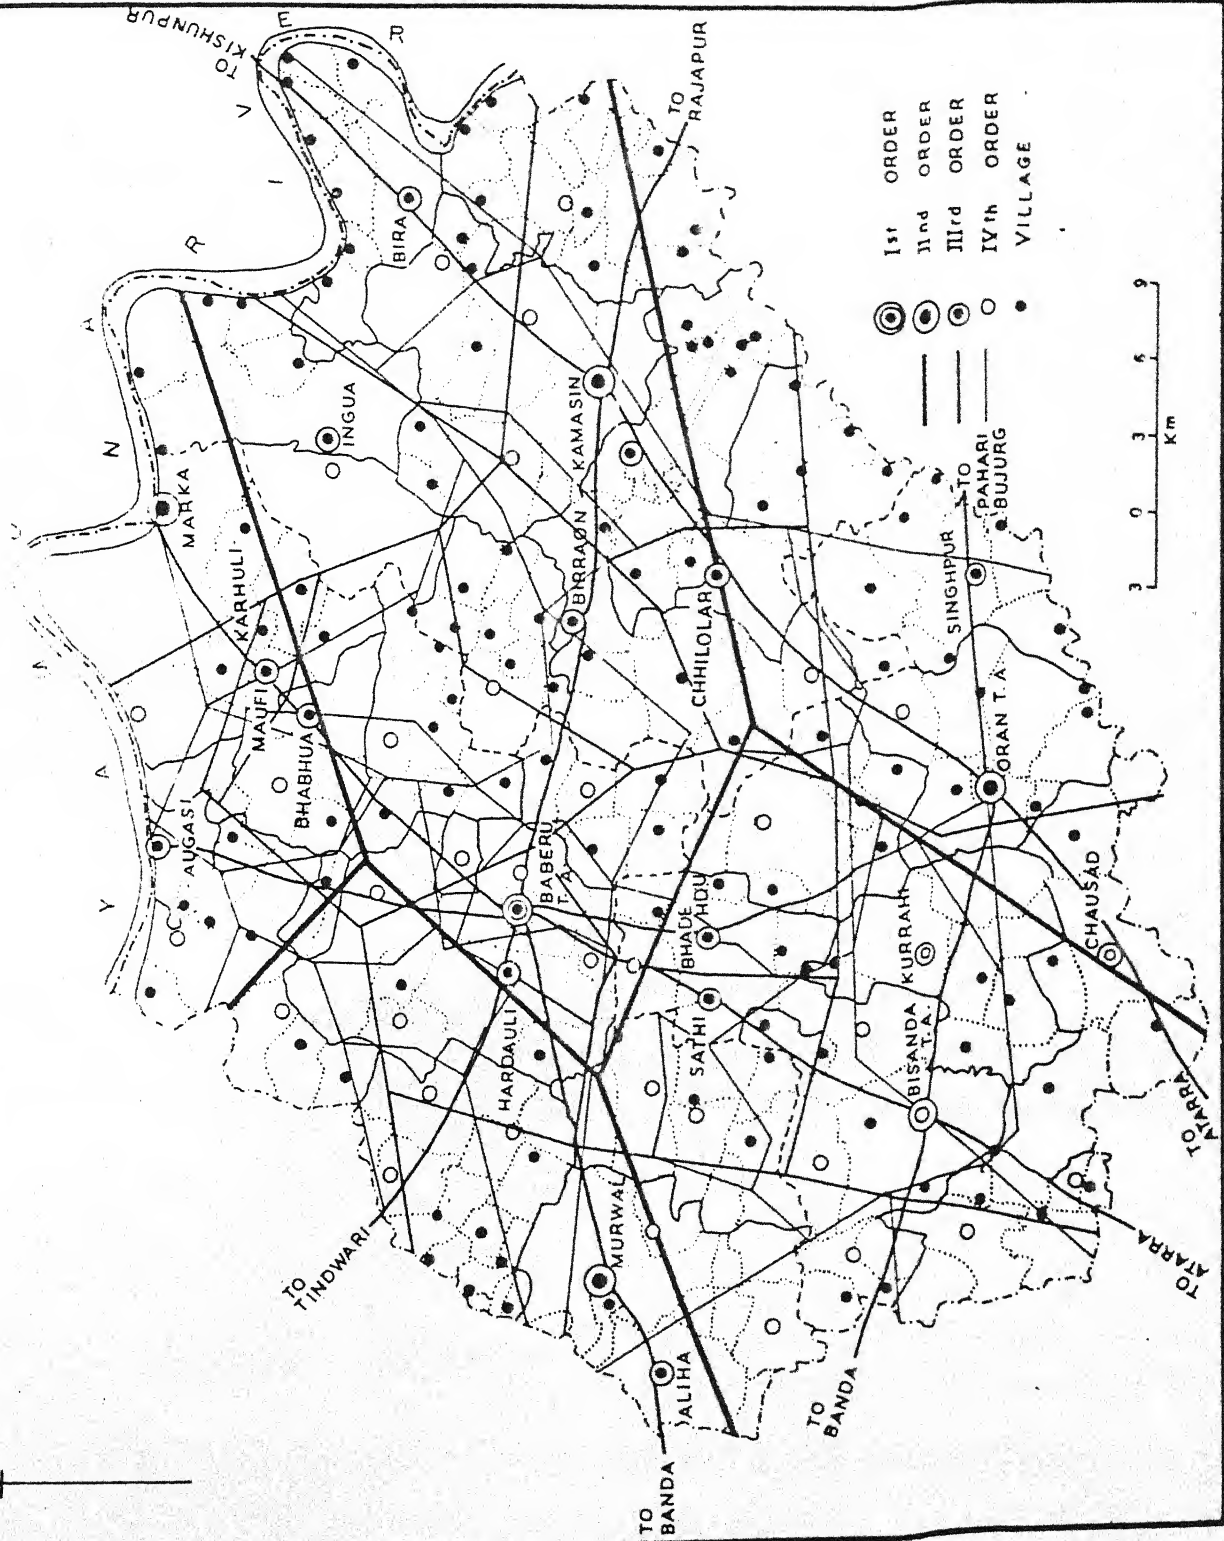 TO KISHUNPUR
Y A M N A R I V E R
TO
RAJAPUR
BIRA
INGUA
MARKA
KARHULI
MAUFI
BHABHUA
AUGASI
KAMASIN
BIRRAON
CHHILOLAR
BABERU
T. A.
HARDAULI
BHADE
HDU
SATHI
MURWAL
ALIHA
TO
TINDWARI
TO
BANDA
TO
BANDA
BISANDA
T.A.
KURRAHI
CHAUSAD
ORAN T. A.
SINGHPUR
TO
PAHARI
BUJURG
TO
ATARRA
TO
ATARRA
Ist ORDER
IInd ORDER
IIIrd ORDER
IVth ORDER
VILLAGE
3 0 3 6 9
Km